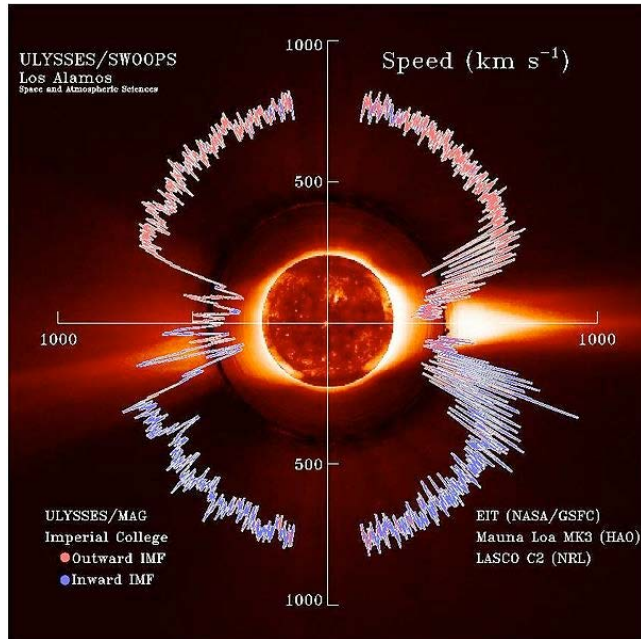 ULYSSES/SWOOPS
Los Alamos
Space and Atmospheric Sciences
Speed (km s⁻¹)
1000
500
1000
1000
500
1000
ULYSSES/MAG
Imperial College
Outward IMF
Inward IMF
EIT (NASA/GSFC)
Mauna Loa MK3 (HAO)
LASCO C2 (NRL)